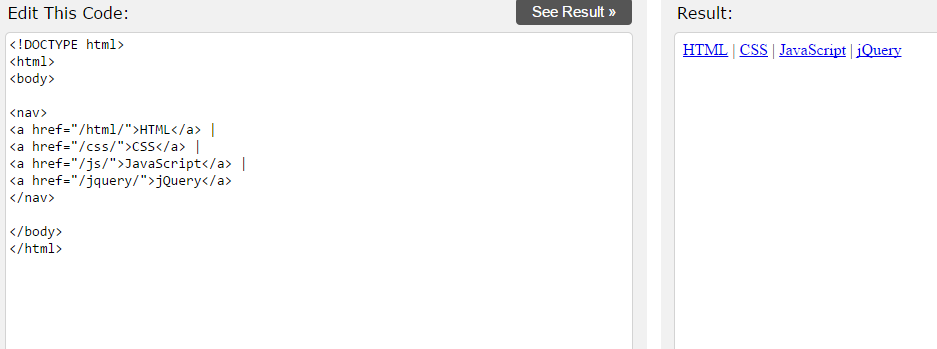 Edit This Code:
See Result »
<!DOCTYPE html>
<html>
<body>
<nav>
<a href="/html/">HTML</a> |
<a href="/css/">CSS</a> |
<a href="/js/">JavaScript</a> |
<a href="/jquery/">jQuery</a>
</nav>
</body>
</html>
Result:
HTML | CSS | JavaScript | jQuery